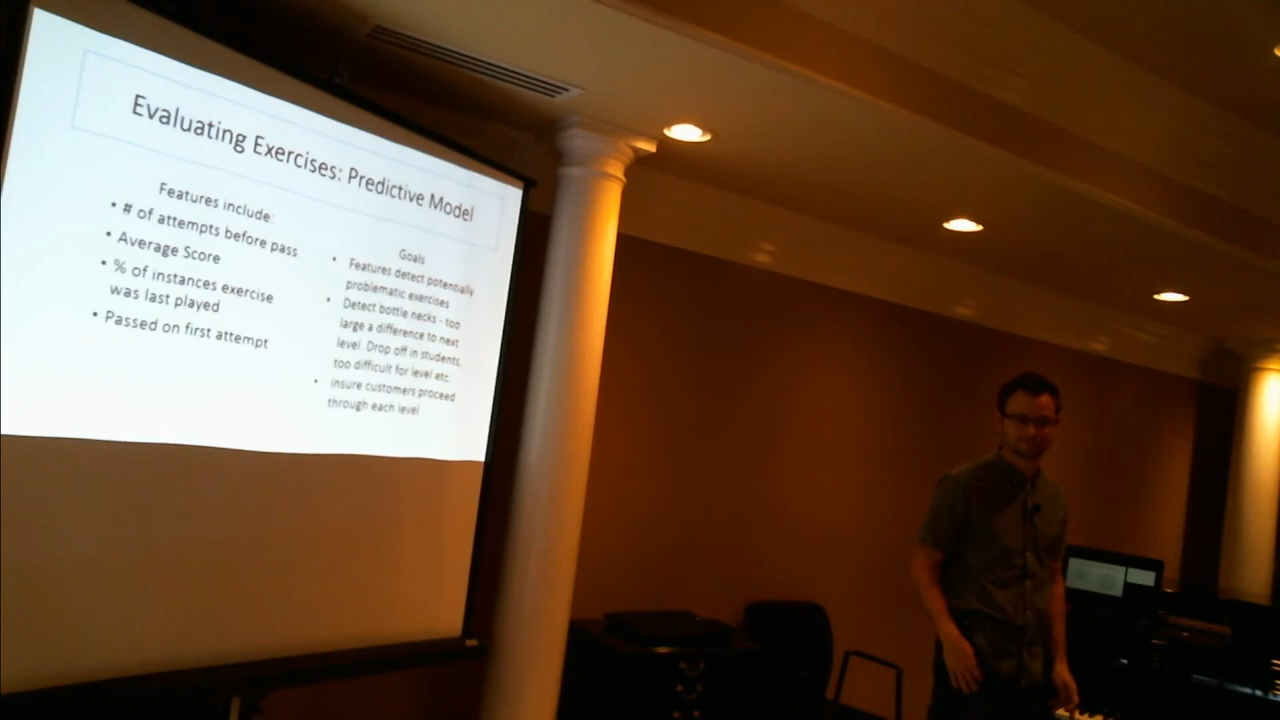 Evaluating Exercises: Predictive Model
Features include:
• # of attempts before pass
• Average Score
• % of instances exercise
was last played
• Passed on first attempt
Goals
• Features detect potentially
problematic exercises
• Detect bottle necks - too
large a difference to next
level. Drop off in students,
too difficult for level etc.
• Insure customers proceed
through each level